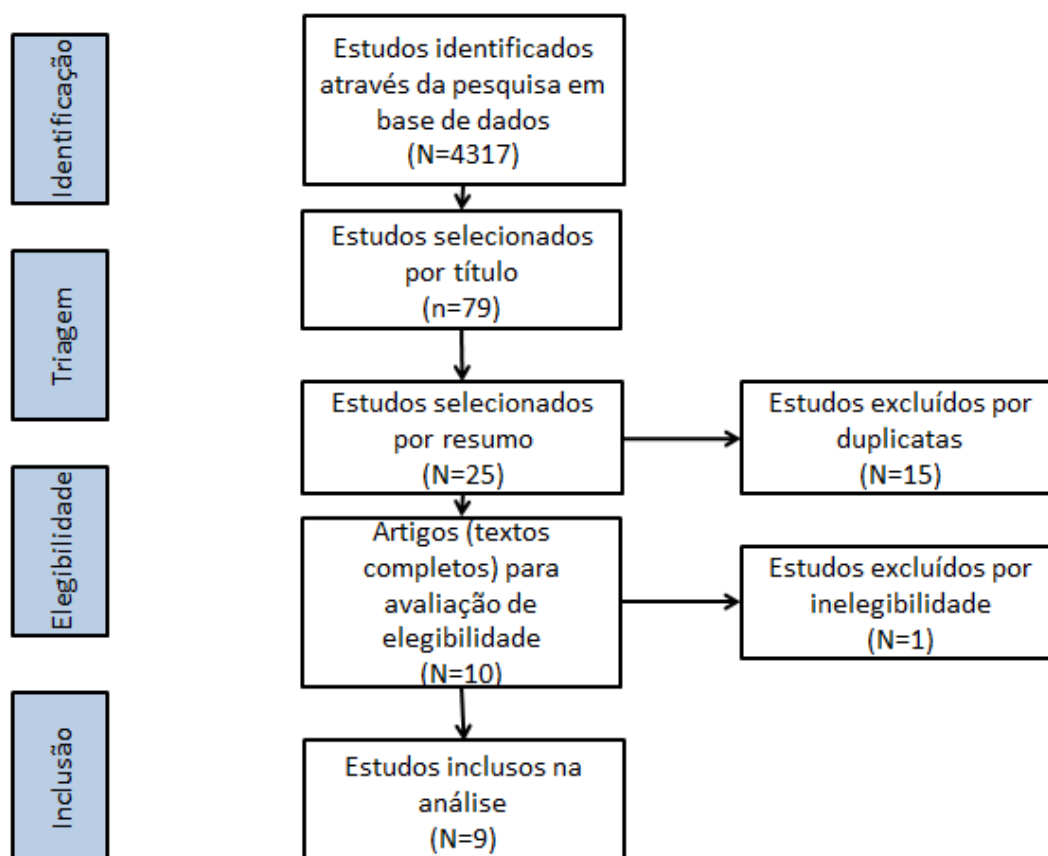 Identificação
Estudos identificados
através da pesquisa em
base de dados
(N=4317)
Triagem
Estudos selecionados
por título
(n=79)
Estudos selecionados
por resumo
(N=25)
Estudos excluídos por
duplicatas
(N=15)
Elegibilidade
Artigos (textos
completos) para
avaliação de
elegibilidade
(N=10)
Estudos excluídos por
inelegibilidade
(N=1)
Inclusão
Estudos inclusos na
análise
(N=9)